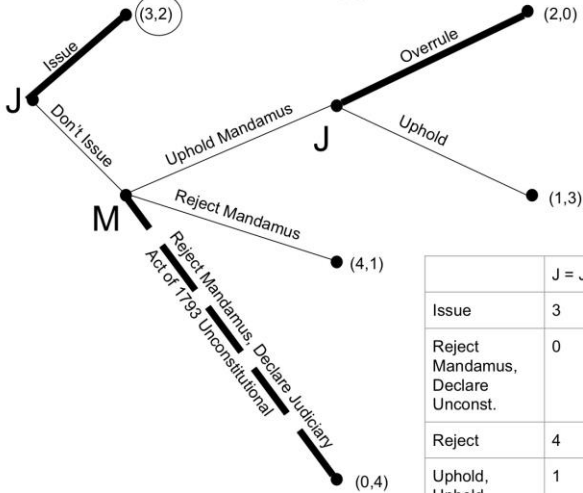 (3,2)
(2,0)
Issue
Overrule
J
Don't Issue
Uphold Mandamus
J
Uphold
M
Reject Mandamus
(1,3)
(4,1)
Reject Mandamus, Declare Judiciary
Act of 1793 Unconstitutional
(0,4)
J = J
Issue 3
Reject 0
Mandamus,
Declare
Unconst.
Reject 4
Uphold, 1